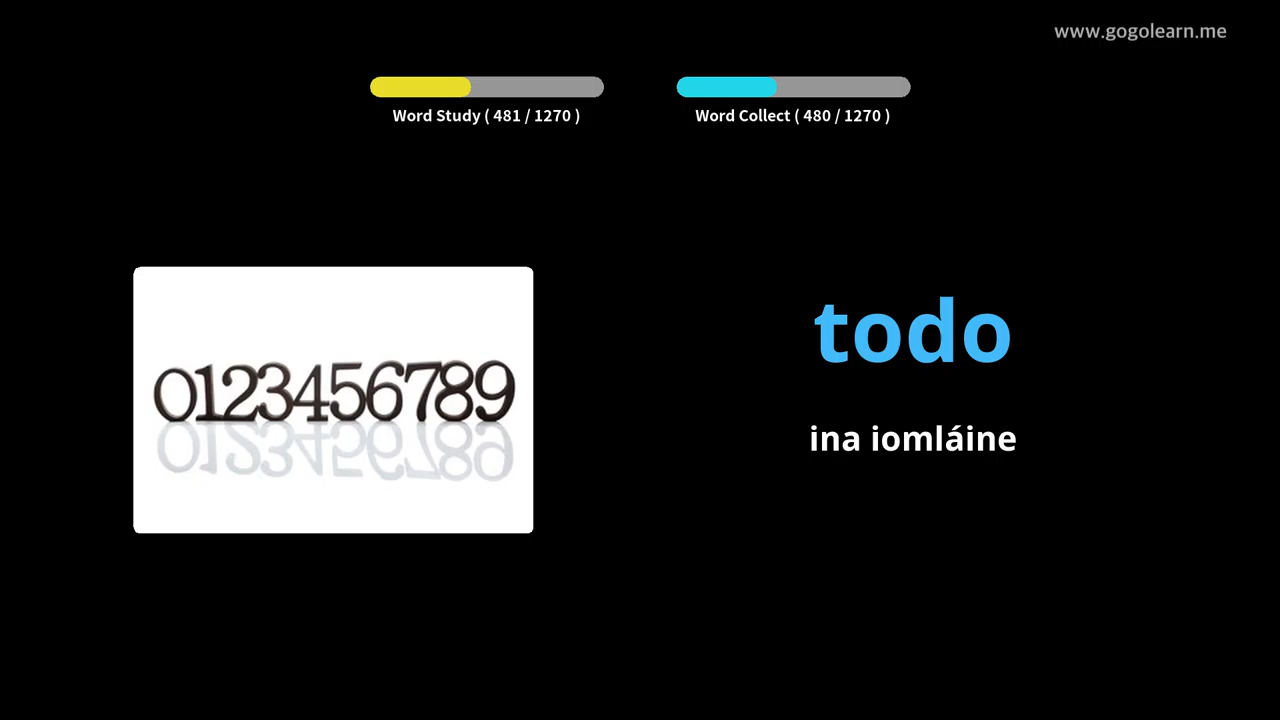 www.gogolearn.me
Word Study ( 481 / 1270 )
Word Collect ( 480 / 1270 )
0123456789
todo
ina iomláine